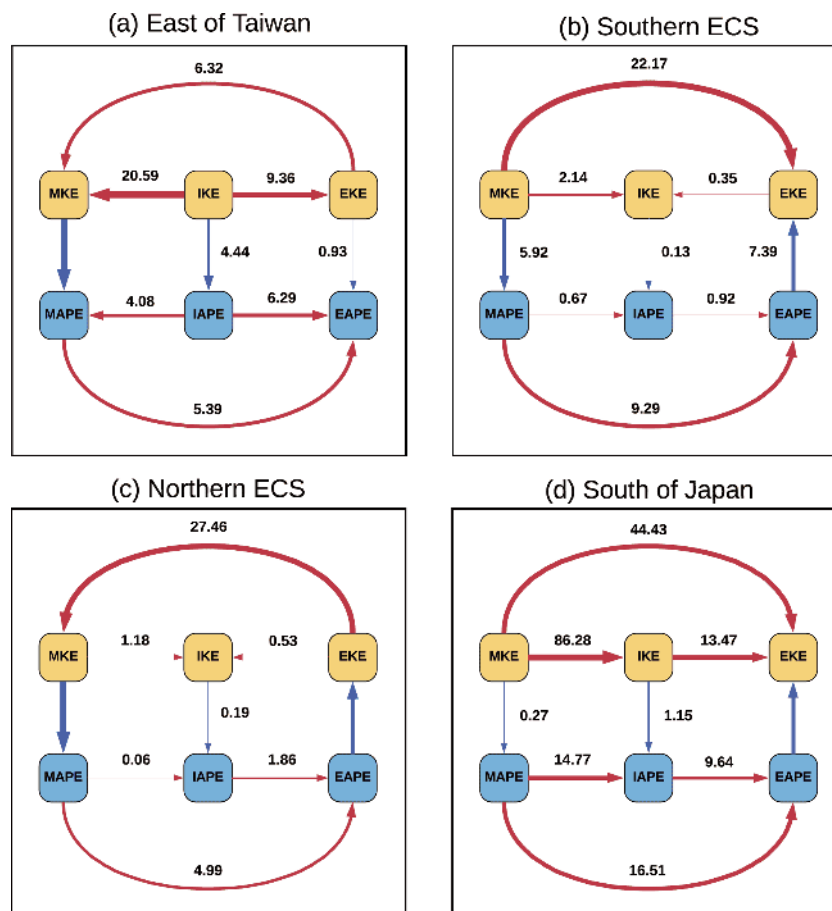 (a) East of Taiwan
6.32
20.59
9.36
MKE
IKE
EKE
4.44
0.93
4.08
6.29
MAPE
IAPE
EAPE
5.39
(b) Southern ECS
22.17
2.14
0.35
MKE
IKE
EKE
5.92
0.13
7.39
0.67
0.92
MAPE
IAPE
EAPE
9.29
(c) Northern ECS
27.46
1.18
0.53
MKE
IKE
EKE
0.19
0.06
1.86
MAPE
IAPE
EAPE
4.99
(d) South of Japan
44.43
86.28
13.47
MKE
IKE
EKE
0.27
1.15
14.77
9.64
MAPE
IAPE
EAPE
16.51